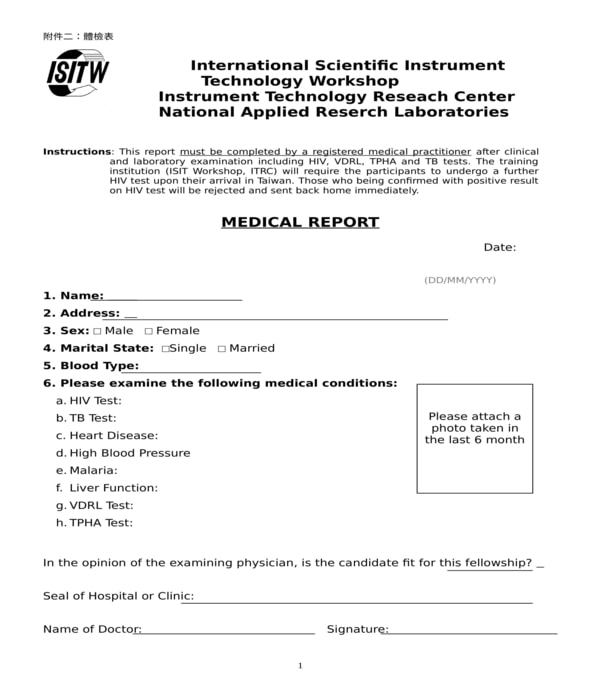 附件二：體檢表
ISITW
International Scientific Instrument
Technology Workshop
Instrument Technology Reseach Center
National Applied Reserch Laboratories
Instructions: This report must be completed by a registered medical practitioner after clinical
and laboratory examination including HIV, VDRL, TPHA and TB tests. The training
institution (ISIT Workshop, ITRC) will require the participants to undergo a further
HIV test upon their arrival in Taiwan. Those who being confirmed with positive result
on HIV test will be rejected and sent back home immediately.
MEDICAL REPORT
Date:
(DD/MM/YYYY)
1. Name:
2. Address:
3. Sex: □ Male □ Female
4. Marital State: □Single □ Married
5. Blood Type:
6. Please examine the following medical conditions:
a. HIV Test:
b. TB Test:
c. Heart Disease:
d. High Blood Pressure
e. Malaria:
f. Liver Function:
g. VDRL Test:
h. TPHA Test:
Please attach a
photo taken in
the last 6 month
In the opinion of the examining physician, is the candidate fit for this fellowship?
Seal of Hospital or Clinic:
Name of Doctor: Signature:
1